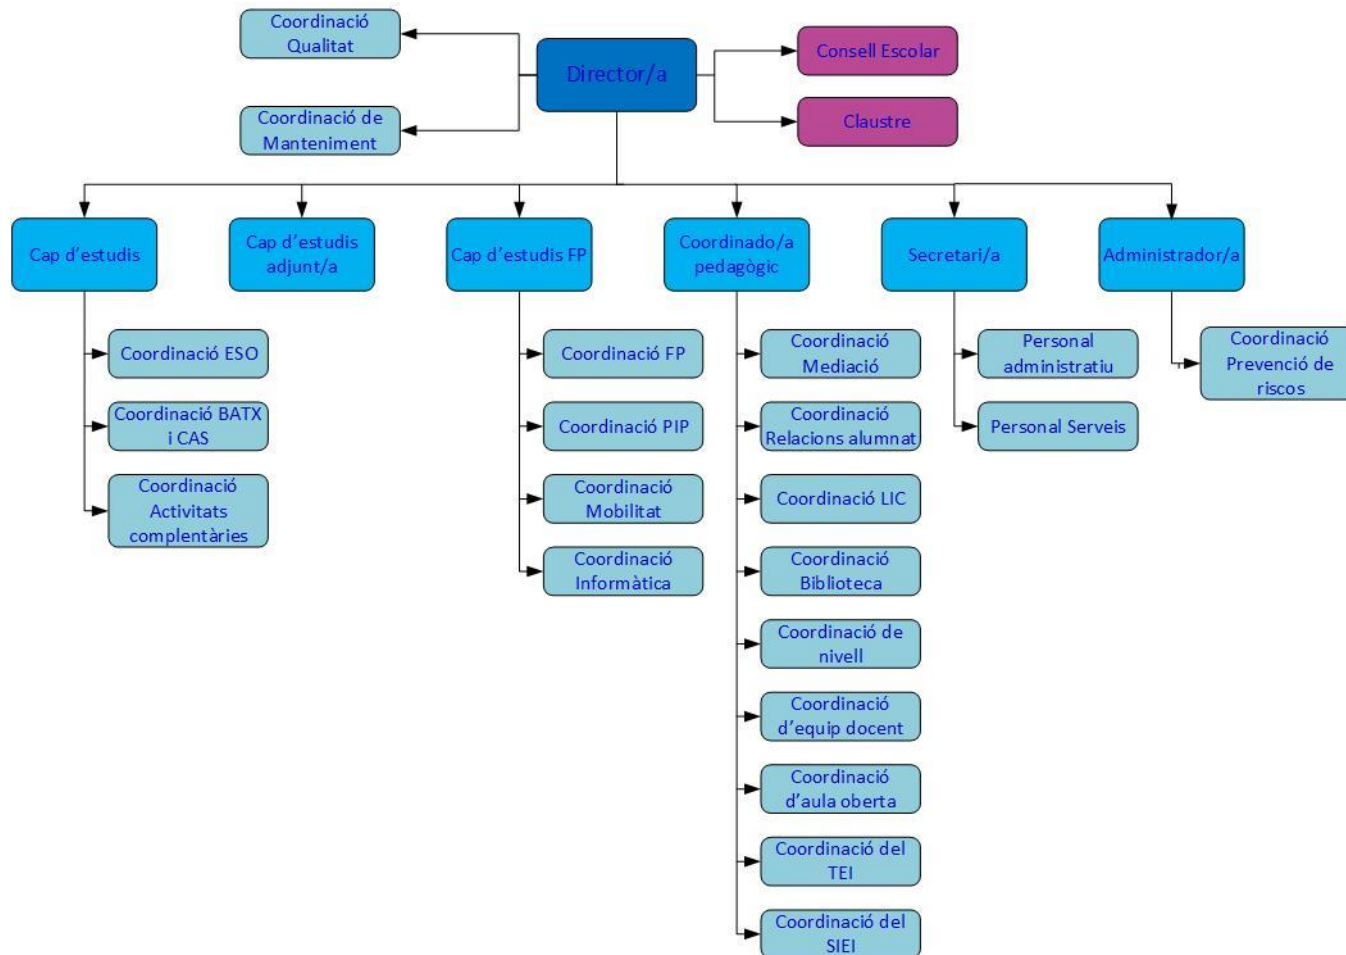 Coordinació
Qualitat
Director/a
Consell Escolar
Coordinació de
Manteniment
Claustre
Cap d’estudis
Cap d’estudis
adjunt/a
Cap d’estudis FP
Coordinado/a
pedagògic
Secretari/a
Administrador/a
Coordinació ESO
Coordinació BATX
i CAS
Coordinació
Activitats
complentàries
Coordinació FP
Coordinació PIP
Coordinació
Mobilitat
Coordinació
Informàtica
Coordinació
Mediació
Coordinació
Relacions alumnat
Coordinació LIC
Coordinació
Biblioteca
Coordinació de
nivell
Coordinació
d’equip docent
Coordinació
d’aula oberta
Coordinació del
TEI
Coordinació del
SIEI
Personal
administratiu
Personal Serveis
Coordinació
Prevenció de
riscos